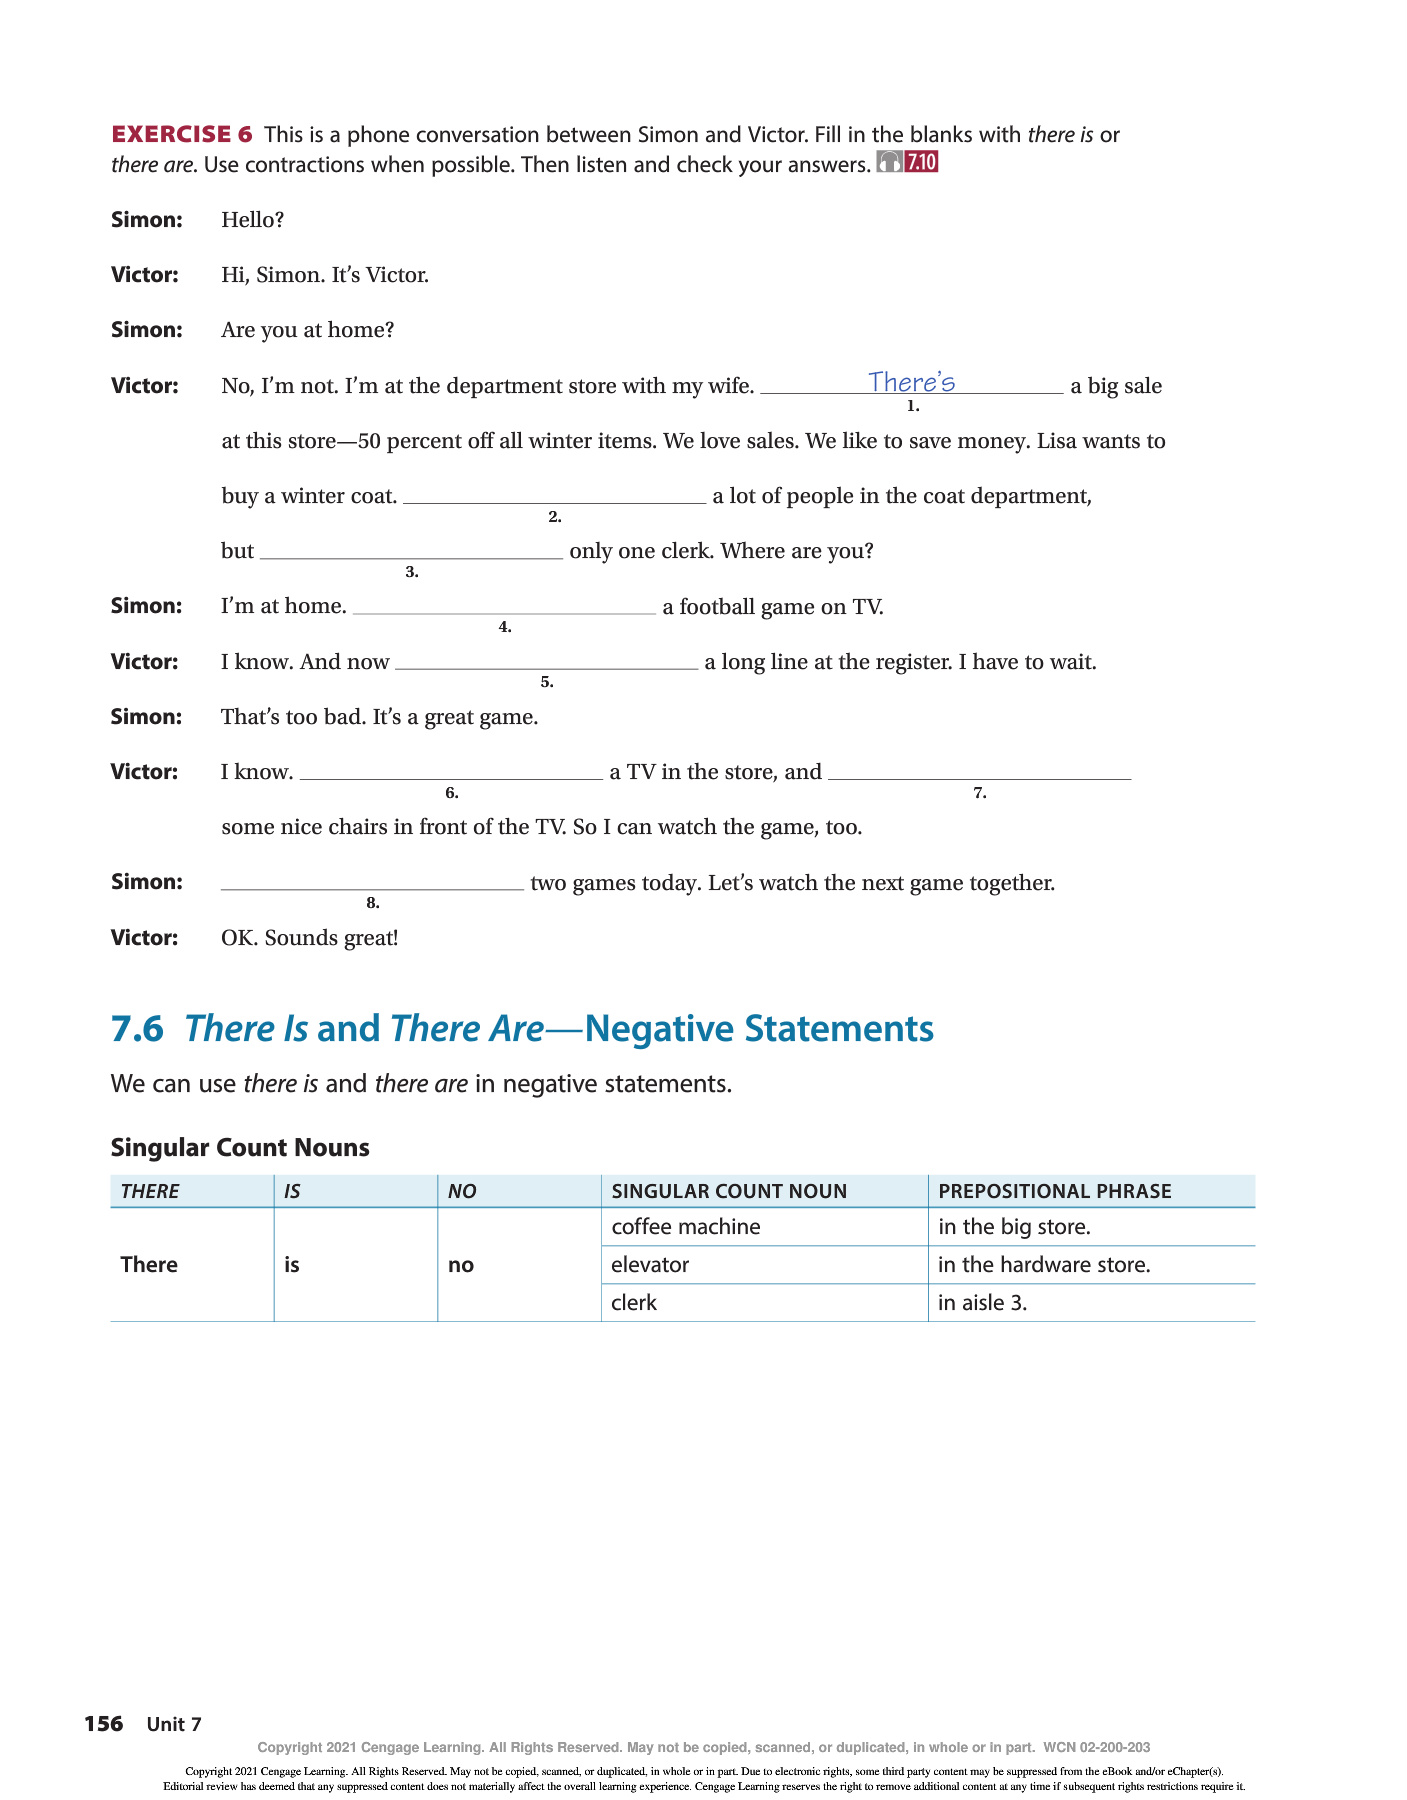 EXERCISE 6 This is a phone conversation between Simon and Victor. Fill in the blanks with there is or
there are. Use contractions when possible. Then listen and check your answers. 7.10
Simon: Hello?
Victor: Hi, Simon. It's Victor.
Simon: Are you at home?
Victor: No, I'm not. I'm at the department store with my wife. There's a big sale
1.
at this store—50 percent off all winter items. We love sales. We like to save money. Lisa wants to
buy a winter coat. ____ a lot of people in the coat department,
2.
but ____ only one clerk. Where are you?
3.
Simon: I'm at home. ____ a football game on TV.
4.
Victor: I know. And now ____ a long line at the register. I have to wait.
5.
Simon: That's too bad. It's a great game.
Victor: I know. ____ a TV in the store, and ____
6. 7.
some nice chairs in front of the TV. So I can watch the game, too.
Simon: ____ two games today. Let's watch the next game together.
8.
Victor: OK. Sounds great!
7.6 There Is and There Are—Negative Statements
We can use there is and there are in negative statements.
Singular Count Nouns
THERE IS NO SINGULAR COUNT NOUN PREPOSITIONAL PHRASE
coffee machine in the big store.
There is no elevator in the hardware store.
clerk in aisle 3.
156 Unit 7
Copyright 2021 Cengage Learning. All Rights Reserved. May not be copied, scanned, or duplicated, in whole or in part. WCN 02-200-203
Copyright 2021 Cengage Learning. All Rights Reserved. May not be copied, scanned, or duplicated, in whole or in part. Due to electronic rights, some third party content may be suppressed from the eBook and/or eChapter(s).
Editorial review has deemed that any suppressed content does not materially affect the overall learning experience. Cengage Learning reserves the right to remove additional content at any time if subsequent rights restrictions require it.